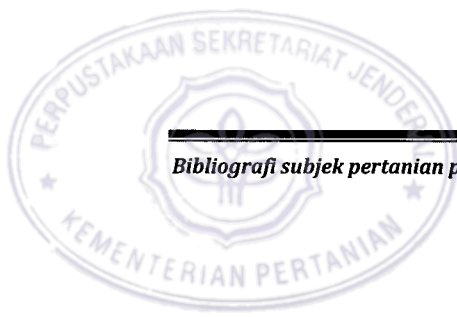 PERPUSTAKAAN SEKRETARIAT JENDERAL
Bibliografi subjek pertanian p
KEMENTERIAN PERTANIAN